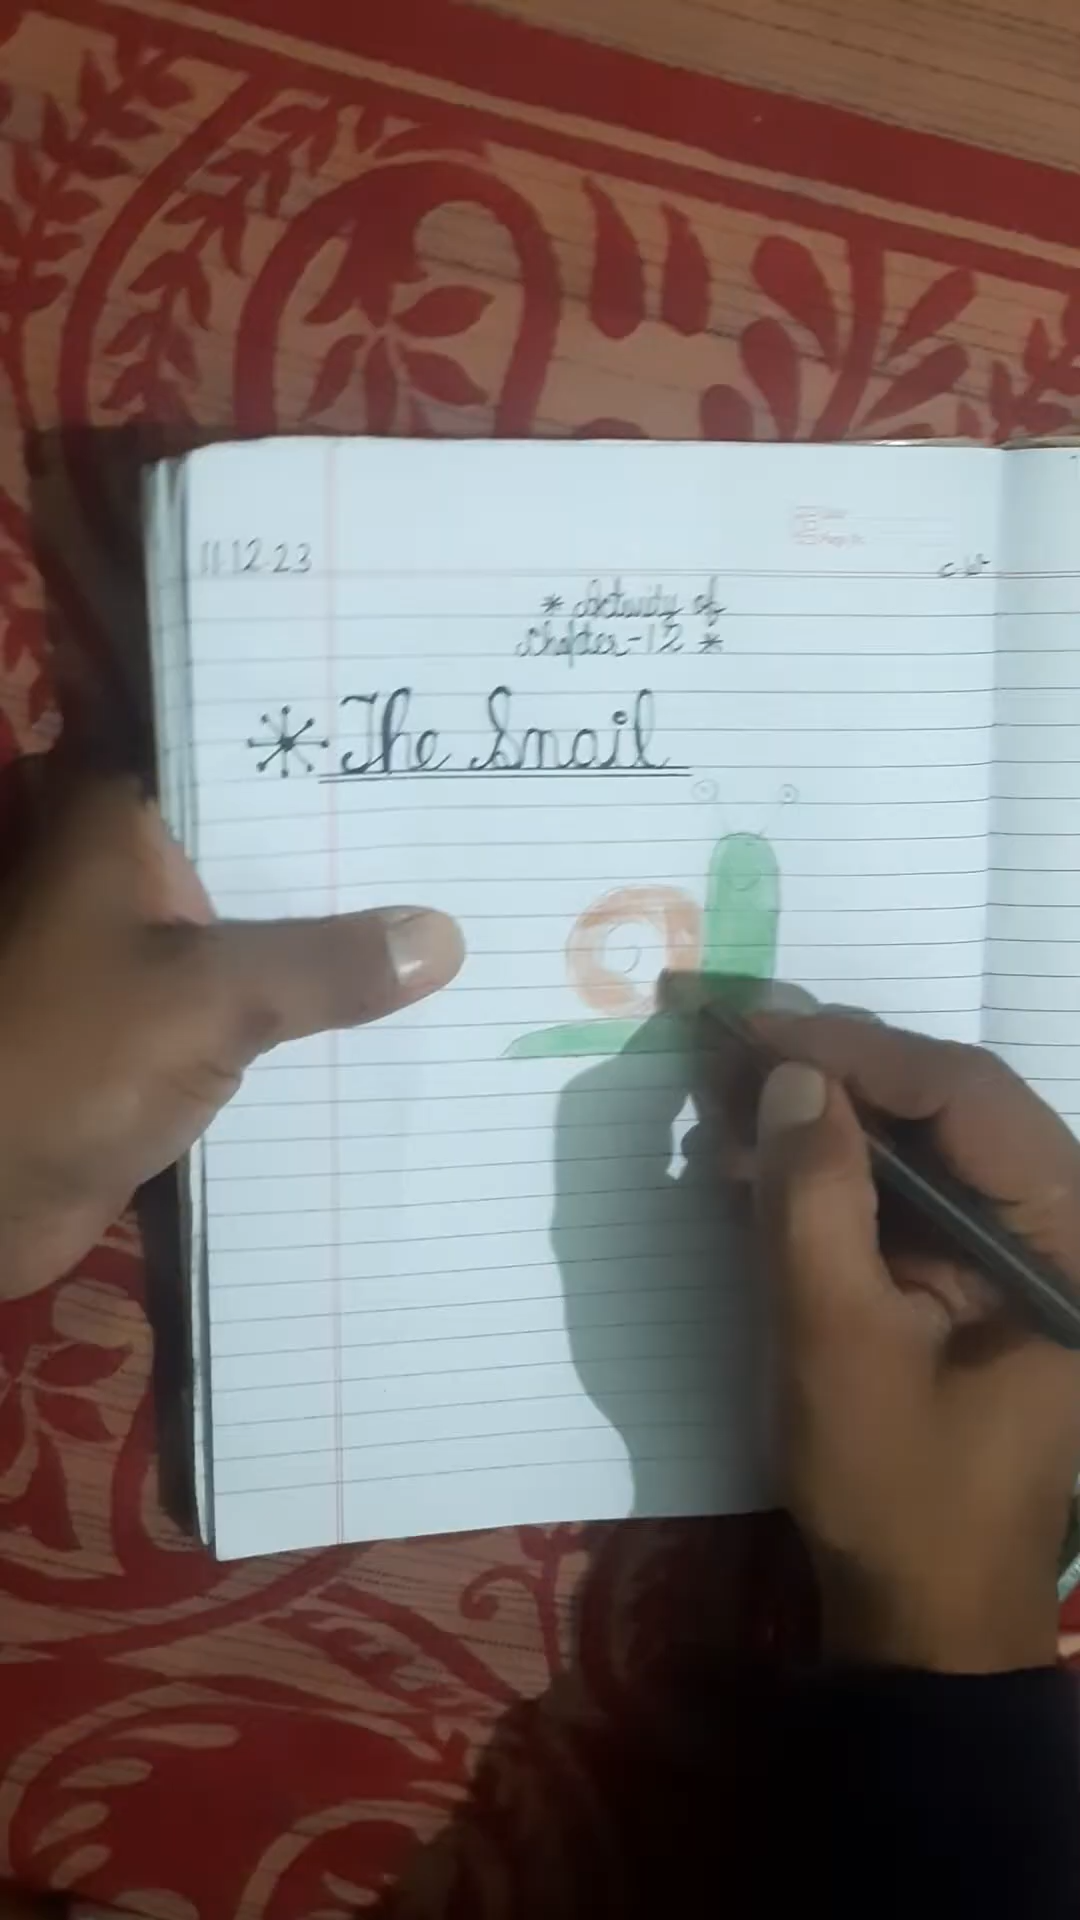 11.12.23
C.W
* Activity of
Chapter-12 *
* The Snail